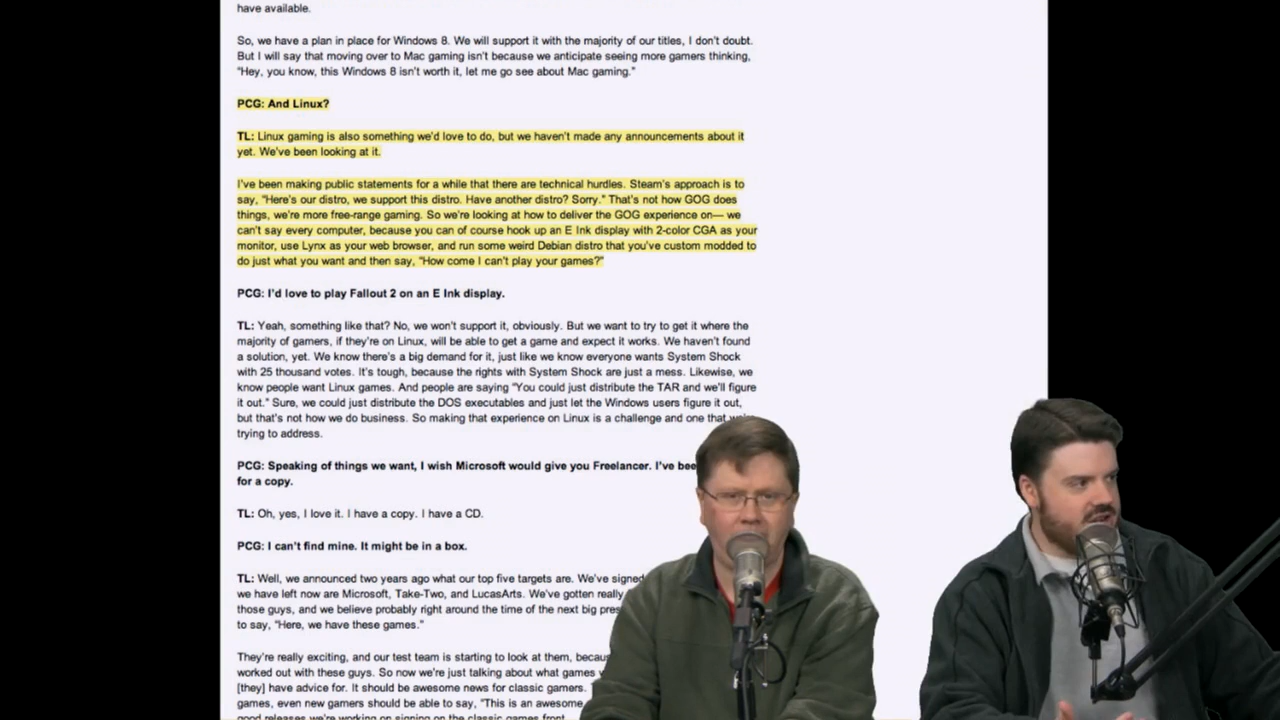 have available.
So, we have a plan in place for Windows 8. We will support it with the majority of our titles, I don't doubt.
But I will say that moving over to Mac gaming isn't because we anticipate seeing more gamers thinking,
"Hey, you know, this Windows 8 isn't worth it, let me go see about Mac gaming."
PCG: And Linux?
TL: Linux gaming is also something we'd love to do, but we haven't made any announcements about it
yet. We've been looking at it.
I've been making public statements for a while that there are technical hurdles. Steam's approach is to
say, "Here's our distro, we support this distro. Have another distro? Sorry." That's not how GOG does
things, we're more free-range gaming. So we're looking at how to deliver the GOG experience on— we
can't say every computer, because you can of course hook up an E Ink display with 2-color CGA as your
monitor, use Lynx as your web browser, and run some weird Debian distro that you've custom modded to
do just what you want and then say, "How come I can't play your games?"
PCG: I'd love to play Fallout 2 on an E Ink display.
TL: Yeah, something like that? No, we won't support it, obviously. But we want to try to get it where the
majority of gamers, if they're on Linux, will be able to get a game and expect it works. We haven't found
a solution, yet. We know there's a big demand for it, just like we know everyone wants System Shock
with 25 thousand votes. It's tough, because the rights with System Shock are just a mess. Likewise, we
know people want Linux games. And people are saying "You could just distribute the TAR and we'll figure
it out." Sure, we could just distribute the DOS executables and just let the Windows users figure it out,
but that's not how we do business. So making that experience on Linux is a challenge and one that
trying to address.
PCG: Speaking of things we want, I wish Microsoft would give you Freelancer. I've
for a copy.
TL: Oh, yes, I love it. I have a copy. I have a CD.
PCG: I can't find mine. It might be in a box.
TL: Well, we announced two years ago what our top five targets are. We've signed
we have left now are Microsoft, Take-Two, and LucasArts. We've gotten really
those guys, and we believe probably right around the time of the next big
to say, "Here, we have these games."
They're really exciting, and our test team is starting to look at them,
worked out with these guys. So now we're just talking about what games
[they] have advice for. It should be awesome news for classic gamers.
games, even new gamers should be able to say, "This is an awesome
good releases we're working on signing on the classic games front